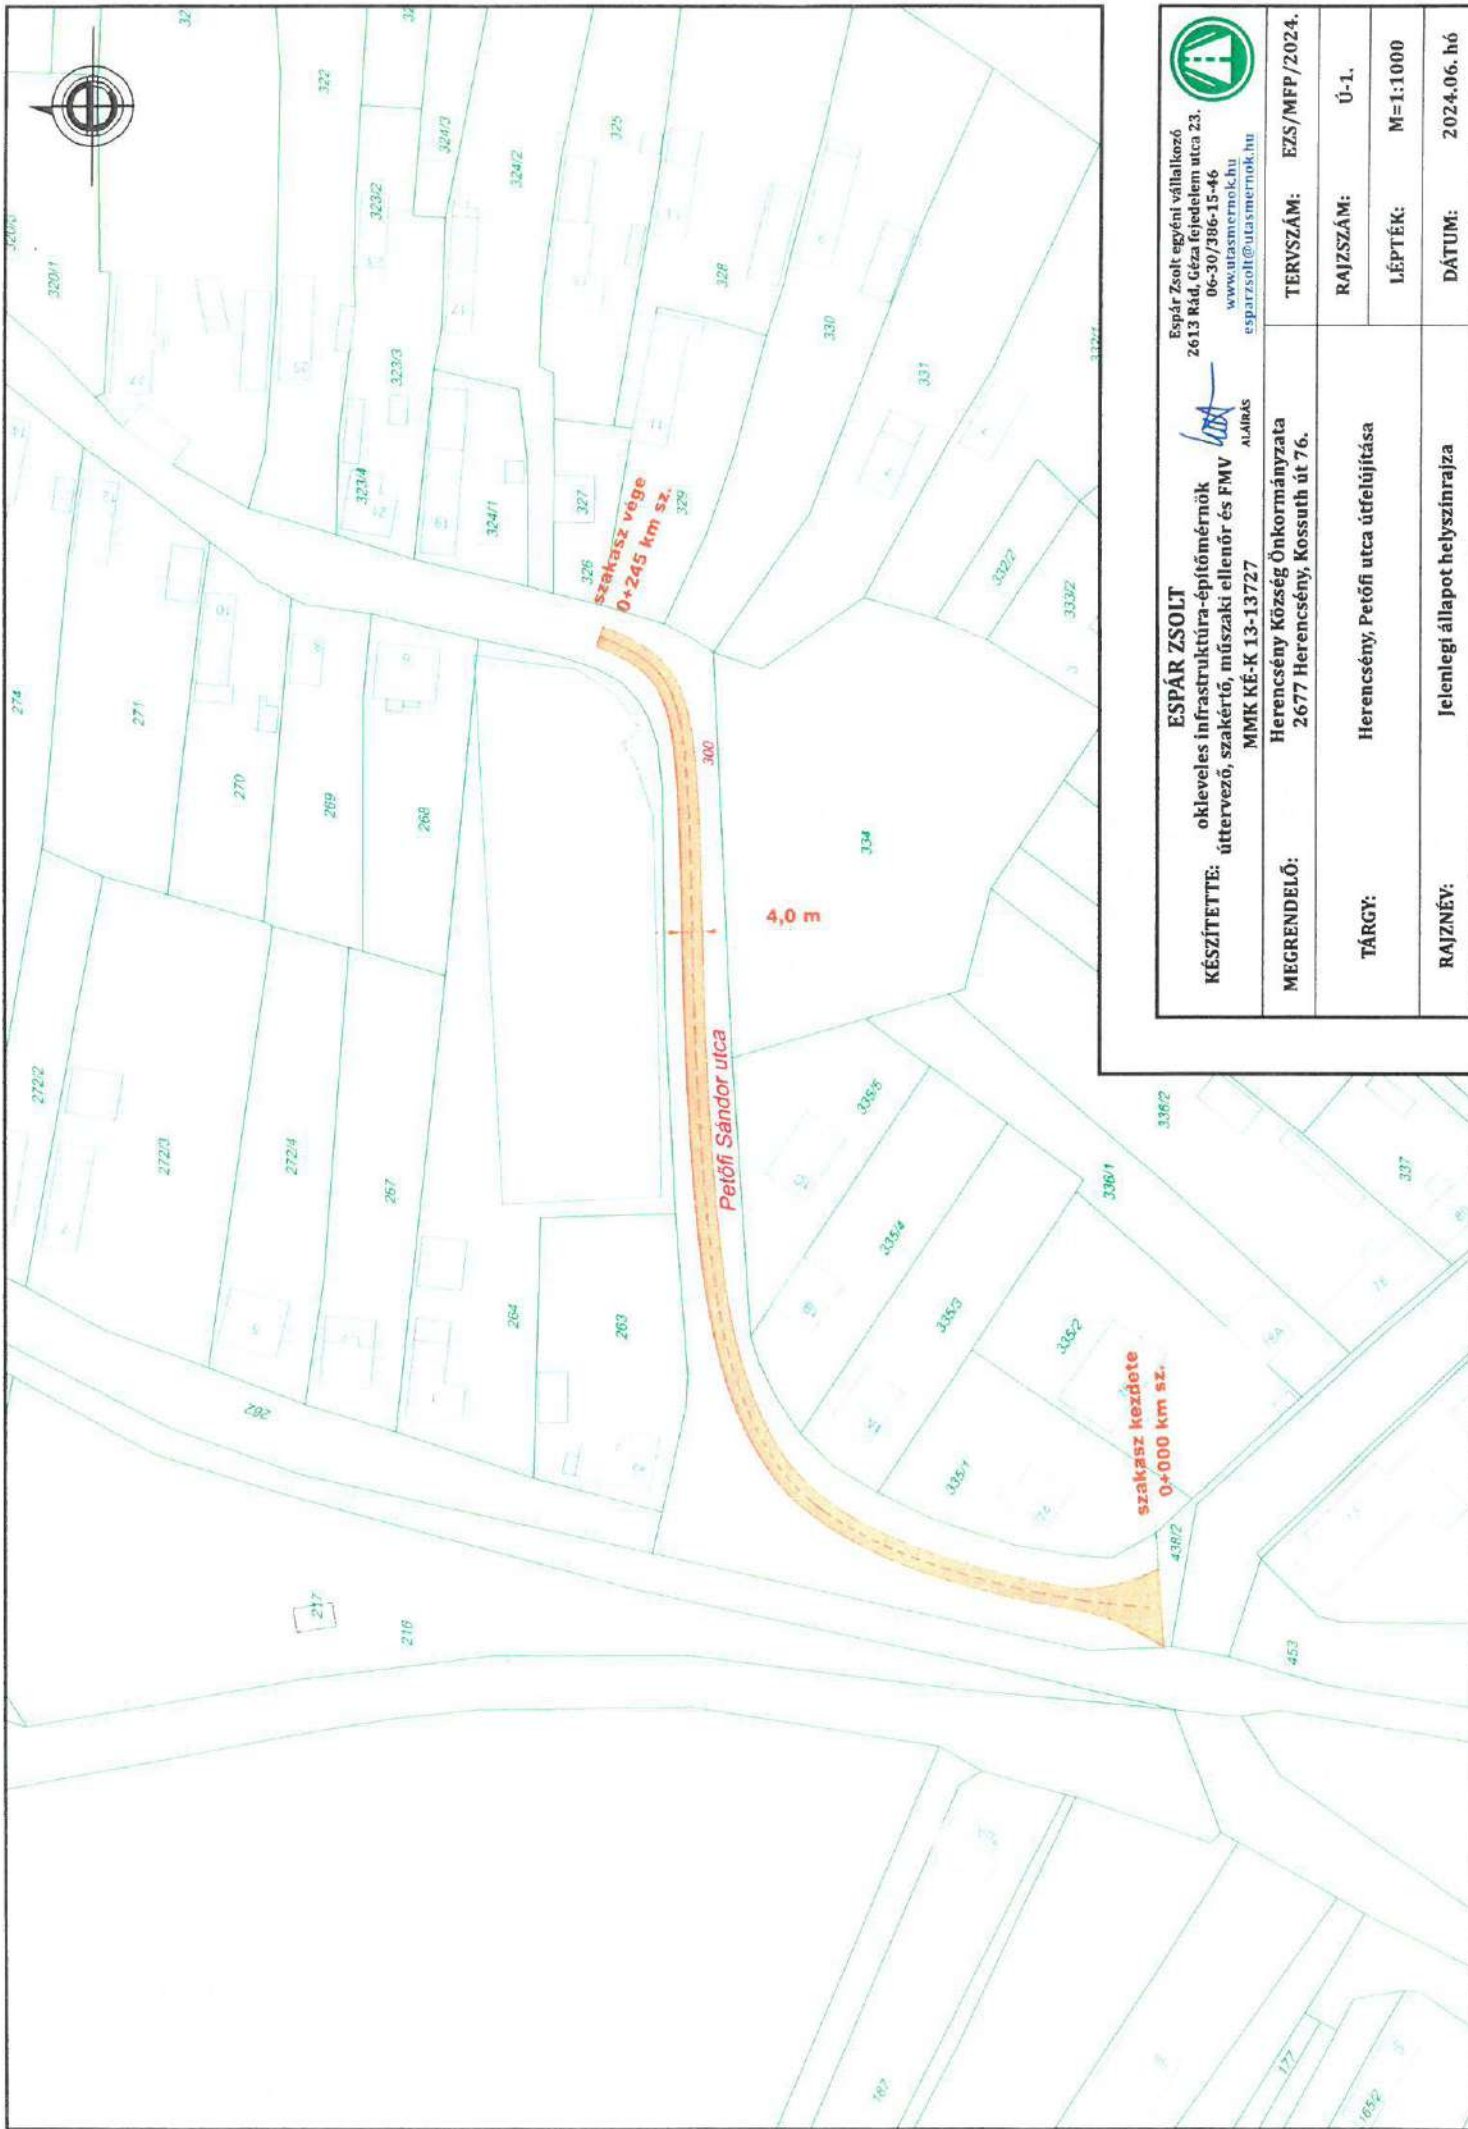 ESPÁR ZSOLT
KÉSZÍTETTE:
okleveles infrastruktúra-építőmérnök
úttervező, szakértő, műszaki ellenőr és FMV
MMK KÉ-K 13-13727
ALÁÍRÁS
Espár Zsolt egyéni vállalkozó
2613 Rád, Géza fejedelem utca 23.
06-30/386-15-46
www.utasmernok.hu
esparzsolt@utasmernok.hu
MEGRENDELŐ:
Herencsény Község Önkormányzata
2677 Herencsény, Kossuth út 76.
TERVSZÁM:
EZS/MFP/2024.
TÁRGY:
Herencsény, Petőfi utca útfelújítása
RAJZSZÁM:
Ú-1.
LÉPTÉK:
M=1:1000
RAJZNÉV:
Jelenlegi állapot helyszínrajza
DÁTUM:
2024.06. hó
szakasz kezdete
0+000 km sz.
szakasz vége
0+245 km sz.
Petőfi Sándor utca
4,0 m
300
217
216
262
272/2
272/3
272/4
267
264
263
274
271
270
269
268
320/1
322
323/2
323/3
323/4
324/1
324/2
324/3
325
326
327
328
329
330
331
332/2
333/2
334
335/5
335/4
335/3
335/2
335/1
336/1
336/2
337
438/2
453
187
177
165/2